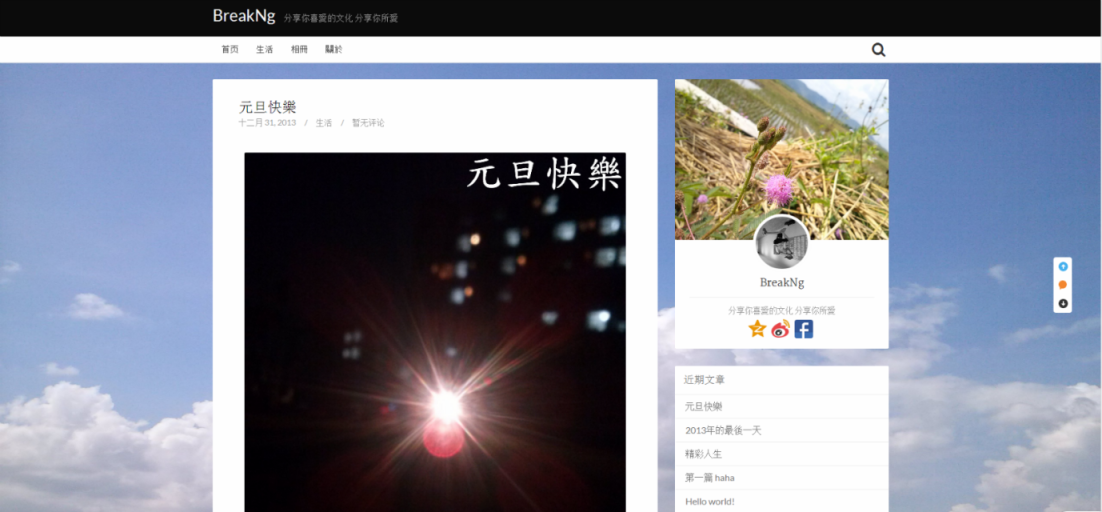 BreakNg 分享你喜愛的文化 分享你所愛
首页 生活 相冊 關於
元旦快樂
十二月 31, 2013 / 生活 / 暂无评论
元旦快樂
BreakNg
分享你喜愛的文化 分享你所愛
近期文章
元旦快樂
2013年的最後一天
精彩人生
第一篇 haha
Hello world!